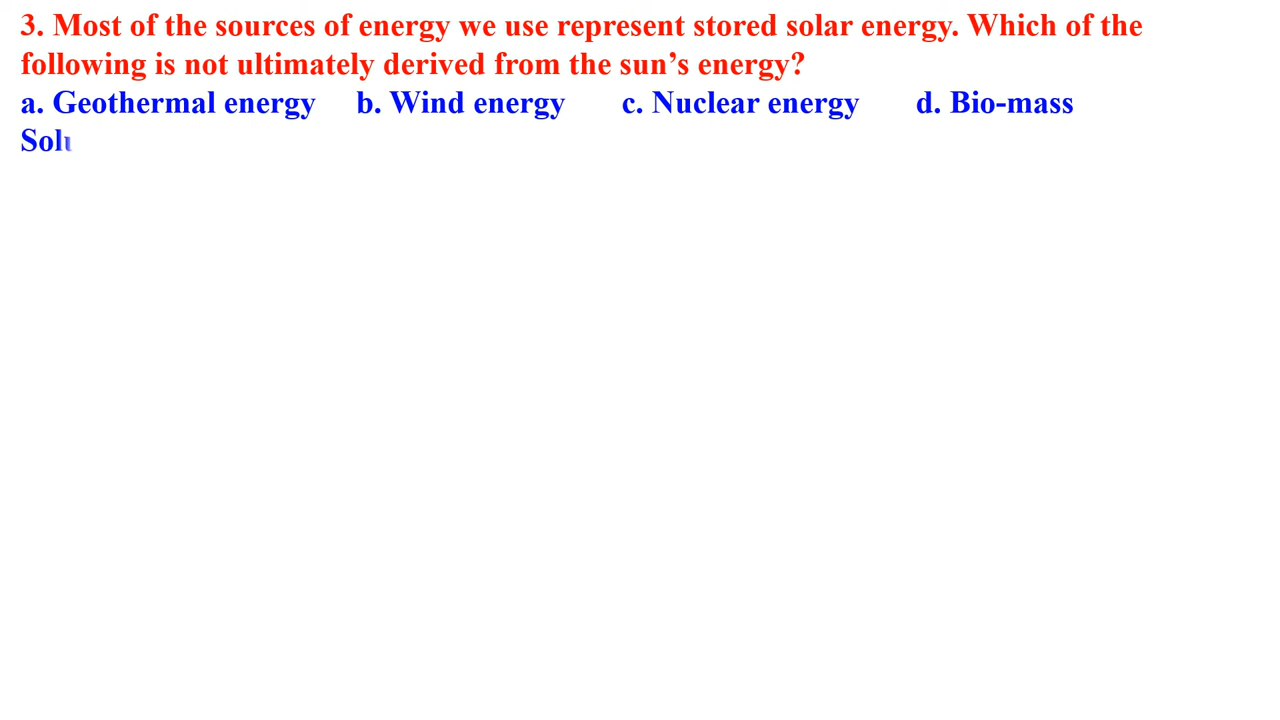 3. Most of the sources of energy we use represent stored solar energy. Which of the
following is not ultimately derived from the sun’s energy?
a. Geothermal energy b. Wind energy c. Nuclear energy d. Bio-mass
Solu